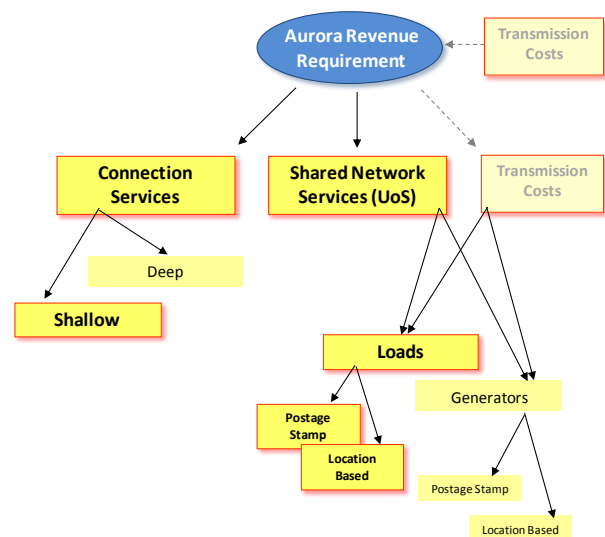 Aurora Revenue
Requirement
Transmission
Costs
Connection
Services
Shared Network
Services (UoS)
Transmission
Costs
Deep
Shallow
Loads
Generators
Postage
Stamp
Location
Based
Postage Stamp
Location Based